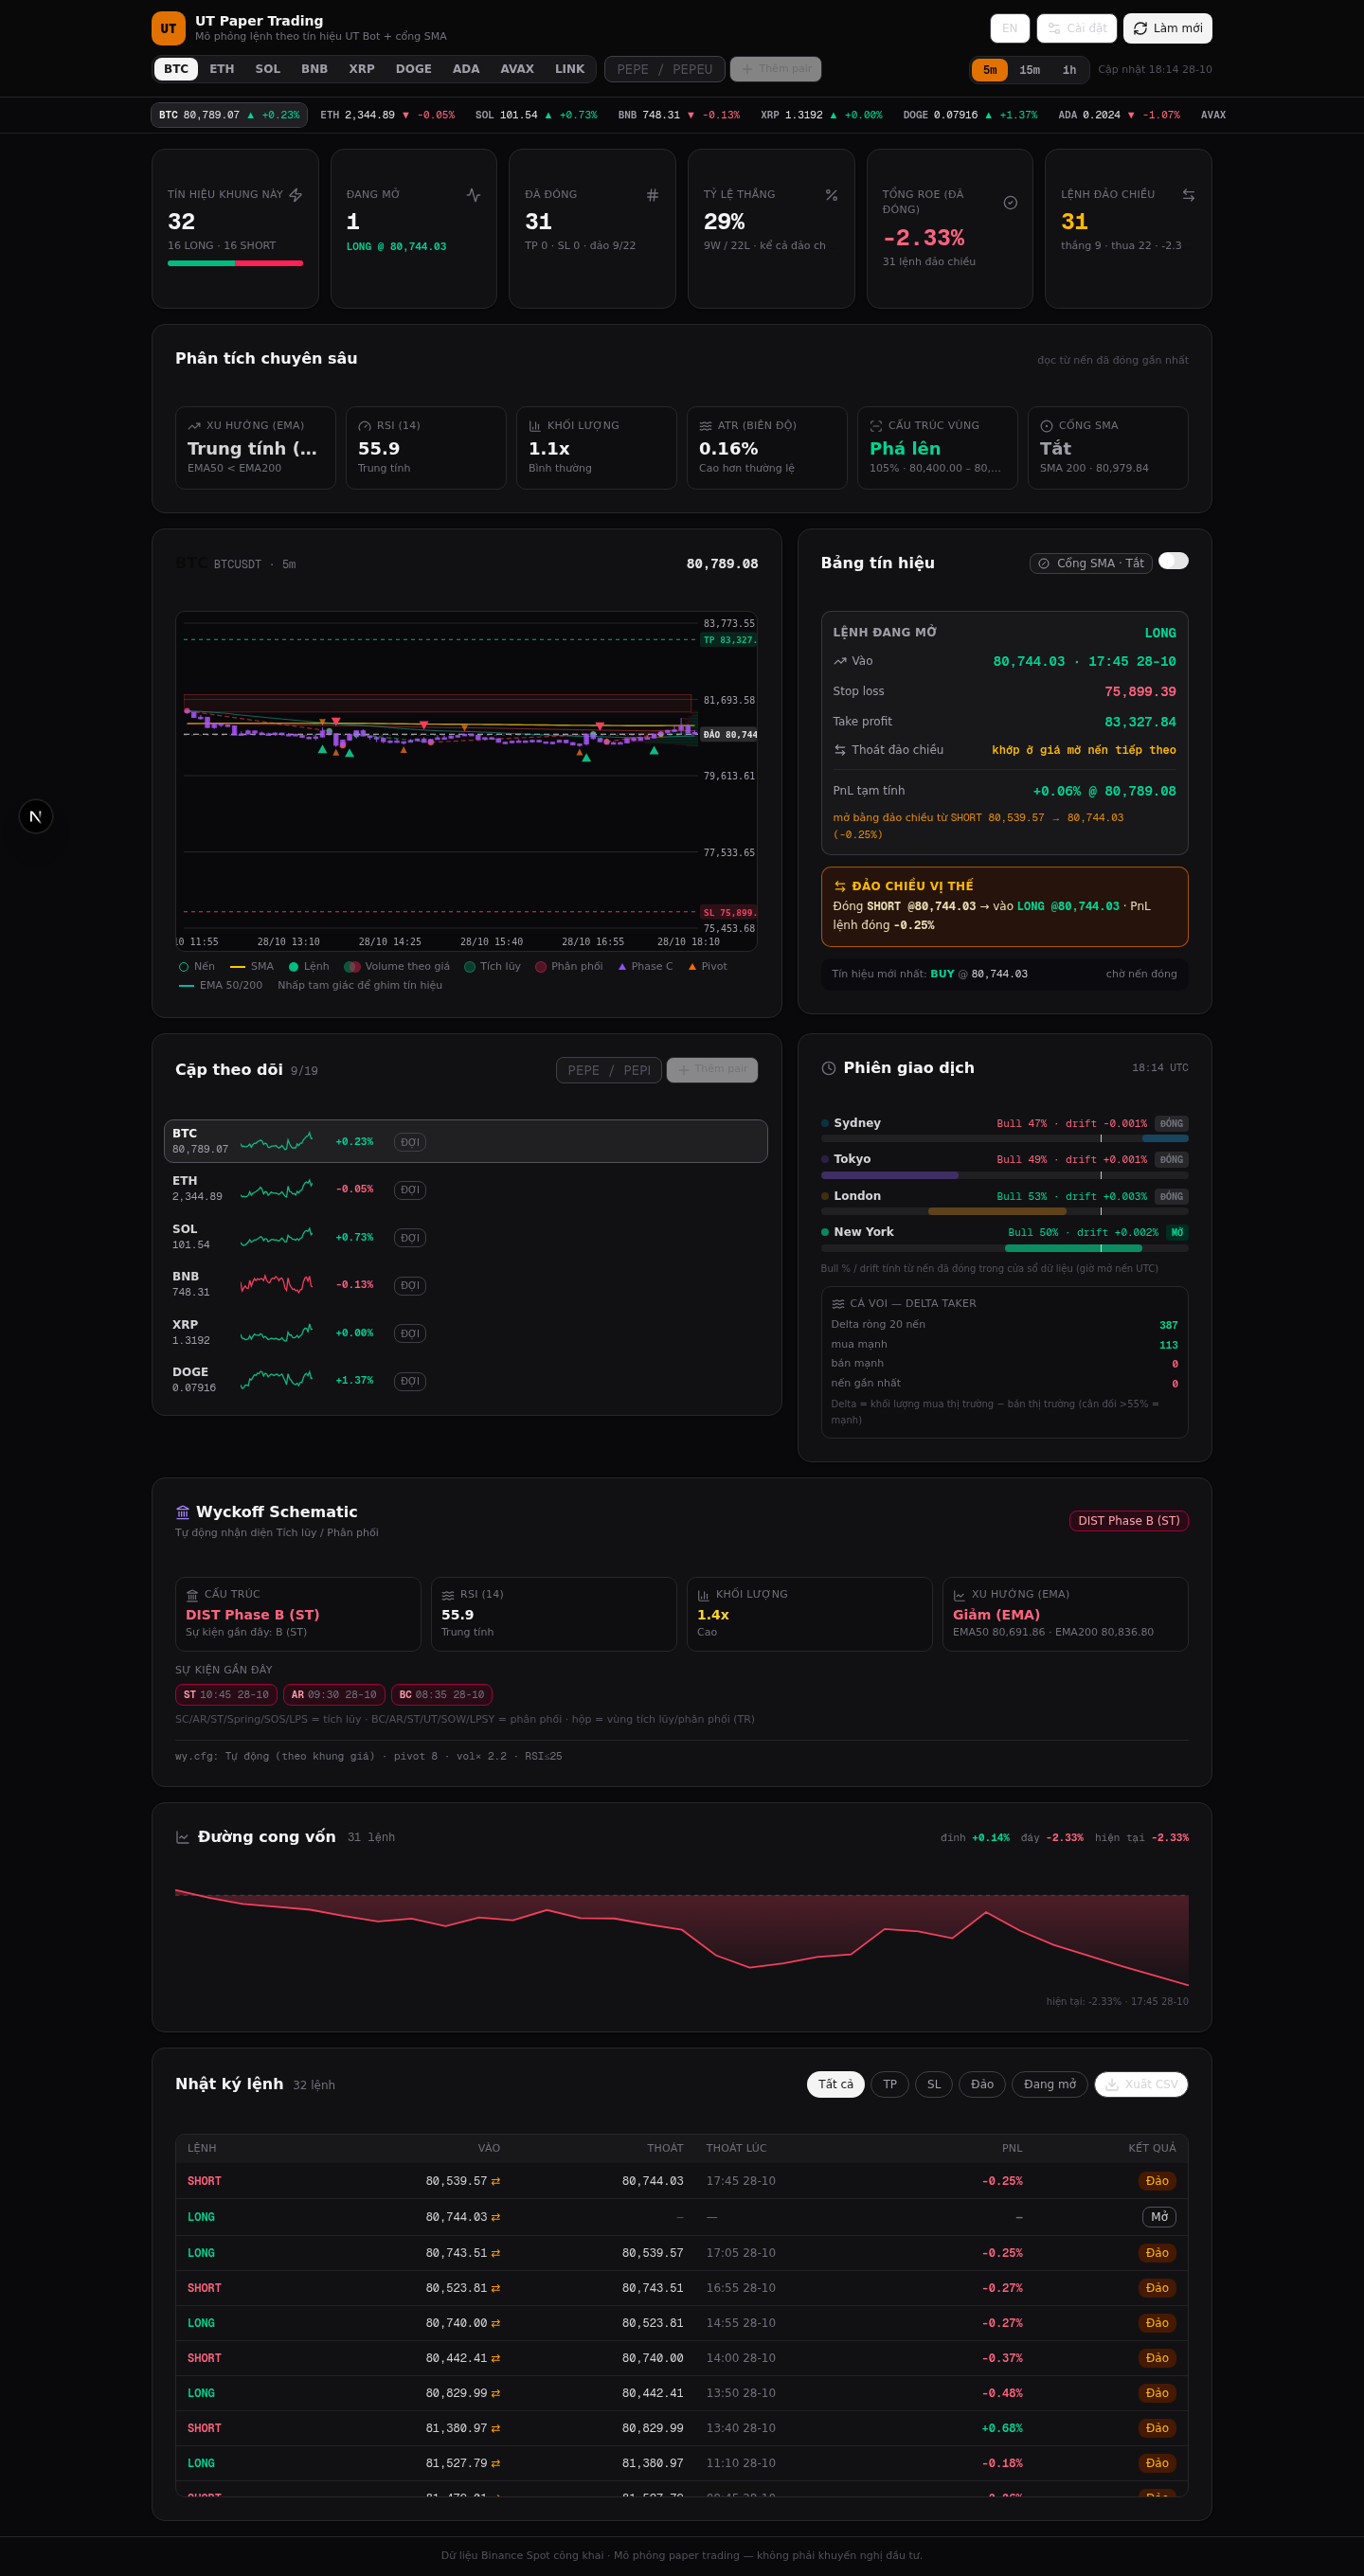 UT
UT Paper Trading
Mô phỏng lệnh theo tín hiệu UT Bot + cổng SMA
EN
Cài đặt
Làm mới
BTC ETH SOL BNB XRP DOGE ADA AVAX LINK
PEPE / PEPEU
Thêm pair
5m 15m 1h
Cập nhật 18:14 28-10
BTC 80,789.07 ▲ +0.23% ETH 2,344.89 ▼ -0.05% SOL 101.54 ▲ +0.73% BNB 748.31 ▼ -0.13% XRP 1.3192 ▲ +0.00% DOGE 0.07916 ▲ +1.37% ADA 0.2024 ▼ -1.07% AVAX
TÍN HIỆU KHUNG NÀY
32
16 LONG · 16 SHORT
ĐANG MỞ
1
LONG @ 80,744.03
ĐÃ ĐÓNG
31
TP 0 · SL 0 · đảo 9/22
TỶ LỆ THẮNG
29%
9W / 22L · kể cả đảo ch
TỔNG ROE (ĐÃ ĐÓNG)
-2.33%
31 lệnh đảo chiều
LỆNH ĐẢO CHIỀU
31
thắng 9 · thua 22 · -2.3
Phân tích chuyên sâu
đọc từ nến đã đóng gần nhất
XU HƯỚNG (EMA)
Trung tính (...
EMA50 < EMA200
RSI (14)
55.9
Trung tính
KHỐI LƯỢNG
1.1x
Bình thường
ATR (BIÊN ĐỘ)
0.16%
Cao hơn thường lệ
CẤU TRÚC VÙNG
Phá lên
105% · 80,400.00 – 80,...
CỔNG SMA
Tắt
SMA 200 · 80,979.84
BTC BTCUSDT · 5m
80,789.08
83,773.55
TP 83,327.
81,693.58
ĐẢO 80,744
79,613.61
77,533.65
SL 75,899.
75,453.68
10 11:55 28/10 13:10 28/10 14:25 28/10 15:40 28/10 16:55 28/10 18:10
Nến SMA Lệnh Volume theo giá Tích lũy Phân phối Phase C Pivot
EMA 50/200 Nhấp tam giác để ghim tín hiệu
Bảng tín hiệu
Cổng SMA · Tắt
LỆNH ĐANG MỞ LONG
Vào 80,744.03 · 17:45 28-10
Stop loss 75,899.39
Take profit 83,327.84
Thoát đảo chiều khớp ở giá mở nến tiếp theo
PnL tạm tính +0.06% @ 80,789.08
mở bằng đảo chiều từ SHORT 80,539.57 → 80,744.03
(-0.25%)
ĐẢO CHIỀU VỊ THẾ
Đóng SHORT @80,744.03 → vào LONG @80,744.03 · PnL
lệnh đóng -0.25%
Tín hiệu mới nhất: BUY @ 80,744.03 chờ nến đóng
Cặp theo dõi 9/19
PEPE / PEPI
Thêm pair
BTC
80,789.07
+0.23%
ĐỢI
ETH
2,344.89
-0.05%
ĐỢI
SOL
101.54
+0.73%
ĐỢI
BNB
748.31
-0.13%
ĐỢI
XRP
1.3192
+0.00%
ĐỢI
DOGE
0.07916
+1.37%
ĐỢI
Phiên giao dịch
18:14 UTC
Sydney Bull 47% · drift -0.001% ĐÓNG
Tokyo Bull 49% · drift +0.001% ĐÓNG
London Bull 53% · drift +0.003% ĐÓNG
New York Bull 50% · drift +0.002% MỞ
Bull % / drift tính từ nến đã đóng trong cửa sổ dữ liệu (giờ mở nến UTC)
CÁ VOI — DELTA TAKER
Delta ròng 20 nến 387
mua mạnh 113
bán mạnh 0
nến gần nhất 0
Delta = khối lượng mua thị trường − bán thị trường (cân đối >55% =
mạnh)
Wyckoff Schematic
Tự động nhận diện Tích lũy / Phân phối
DIST Phase B (ST)
CẤU TRÚC
DIST Phase B (ST)
Sự kiện gần đây: B (ST)
RSI (14)
55.9
Trung tính
KHỐI LƯỢNG
1.4x
Cao
XU HƯỚNG (EMA)
Giảm (EMA)
EMA50 80,691.86 · EMA200 80,836.80
SỰ KIỆN GẦN ĐÂY
ST 10:45 28-10 AR 09:30 28-10 BC 08:35 28-10
SC/AR/ST/Spring/SOS/LPS = tích lũy · BC/AR/ST/UT/SOW/LPSY = phân phối · hộp = vùng tích lũy/phân phối (TR)
wy.cfg: Tự động (theo khung giá) · pivot 8 · vol× 2.2 · RSI≤25
Đường cong vốn 31 lệnh
đỉnh +0.14% đáy -2.33% hiện tại -2.33%
hiện tại: -2.33% · 17:45 28-10
Nhật ký lệnh 32 lệnh
Tất cả TP SL Đảo Đang mở Xuất CSV
LỆNH VÀO THOÁT THOÁT LÚC PNL KẾT QUẢ
SHORT 80,539.57 ⇄ 80,744.03 17:45 28-10 -0.25% Đảo
LONG 80,744.03 ⇄ — — — Mở
LONG 80,743.51 ⇄ 80,539.57 17:05 28-10 -0.25% Đảo
SHORT 80,523.81 ⇄ 80,743.51 16:55 28-10 -0.27% Đảo
LONG 80,740.00 ⇄ 80,523.81 14:55 28-10 -0.27% Đảo
SHORT 80,442.41 ⇄ 80,740.00 14:00 28-10 -0.37% Đảo
LONG 80,829.99 ⇄ 80,442.41 13:50 28-10 -0.48% Đảo
SHORT 81,380.97 ⇄ 80,829.99 13:40 28-10 +0.68% Đảo
LONG 81,527.79 ⇄ 81,380.97 11:10 28-10 -0.18% Đảo
Dữ liệu Binance Spot công khai · Mô phỏng paper trading — không phải khuyến nghị đầu tư.